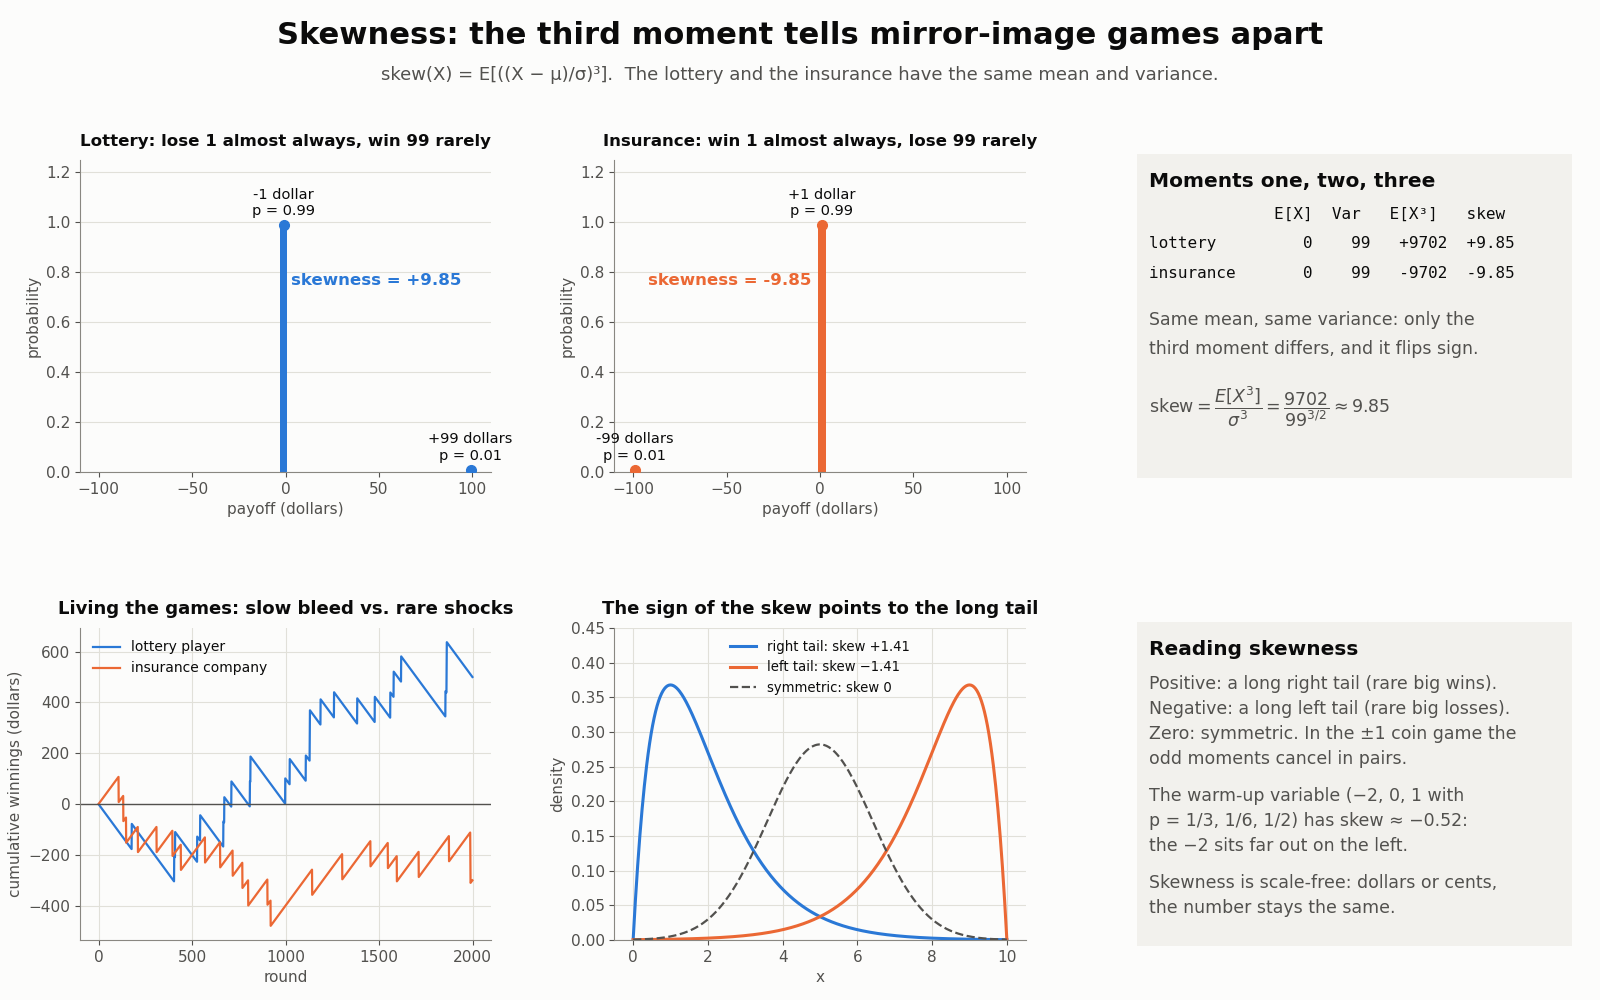 Skewness: the third moment tells mirror-image games apart
skew(X) = E[((X − μ)/σ)³].  The lottery and the insurance have the same mean and variance.
Lottery: lose 1 almost always, win 99 rarely
1.2
1.0
0.8
0.6
0.4
0.2
0.0
probability
-1 dollar
p = 0.99
skewness = +9.85
+99 dollars
p = 0.01
−100
−50
0
50
100
payoff (dollars)
Insurance: win 1 almost always, lose 99 rarely
1.2
1.0
0.8
0.6
0.4
0.2
0.0
probability
+1 dollar
p = 0.99
skewness = -9.85
-99 dollars
p = 0.01
−100
−50
0
50
100
payoff (dollars)
Moments one, two, three
E[X]  Var   E[X³]   skew
lottery         0    99   +9702  +9.85
insurance       0    99   -9702  -9.85
Same mean, same variance: only the
third moment differs, and it flips sign.
skew = E[X³]/σ³ = 9702/99^{3/2} ≈ 9.85
Living the games: slow bleed vs. rare shocks
lottery player
insurance company
600
400
200
0
−200
−400
cumulative winnings (dollars)
0
500
1000
1500
2000
round
The sign of the skew points to the long tail
right tail: skew +1.41
left tail: skew −1.41
symmetric: skew 0
0.45
0.40
0.35
0.30
0.25
0.20
0.15
0.10
0.05
0.00
density
0
2
4
6
8
10
x
Reading skewness
Positive: a long right tail (rare big wins).
Negative: a long left tail (rare big losses).
Zero: symmetric. In the ±1 coin game the
odd moments cancel in pairs.
The warm-up variable (−2, 0, 1 with
p = 1/3, 1/6, 1/2) has skew ≈ −0.52:
the −2 sits far out on the left.
Skewness is scale-free: dollars or cents,
the number stays the same.